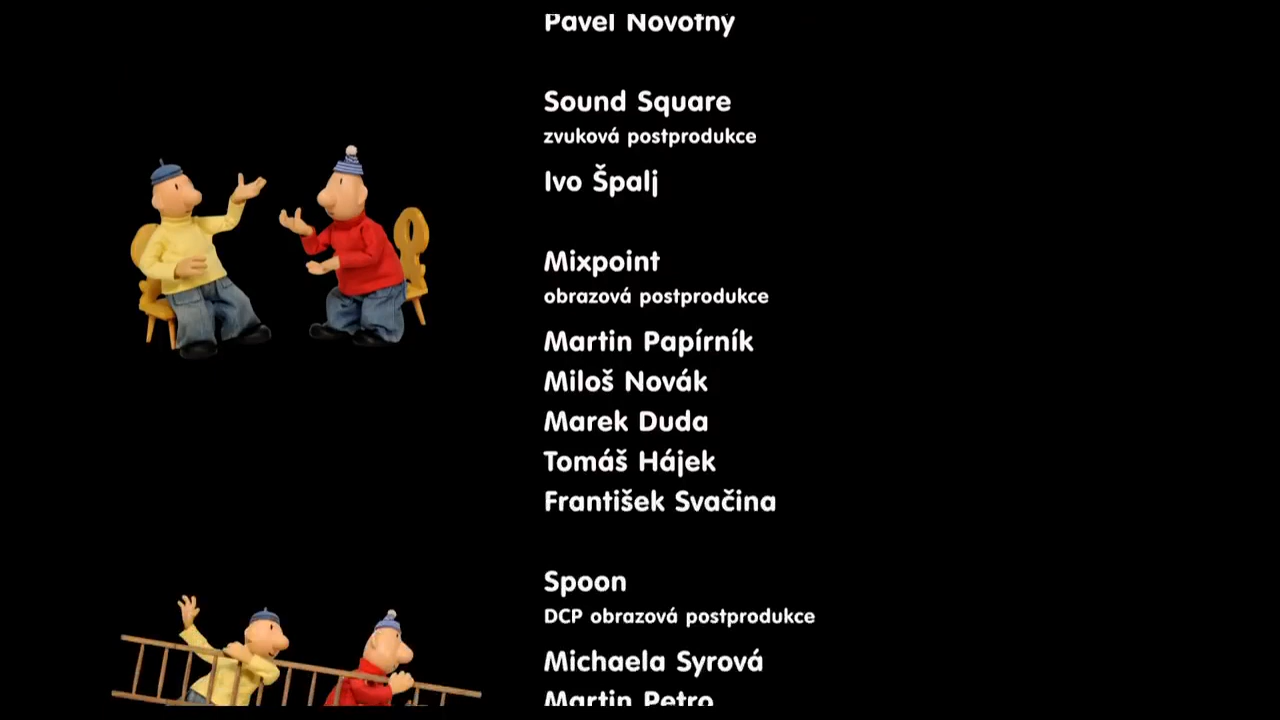 Pavel Novotný
Sound Square
zvuková postprodukce
Ivo Špalj
Mixpoint
obrazová postprodukce
Martin Papírník
Miloš Novák
Marek Duda
Tomáš Hájek
František Svačina
Spoon
DCP obrazová postprodukce
Michaela Syrová
Martin Petro